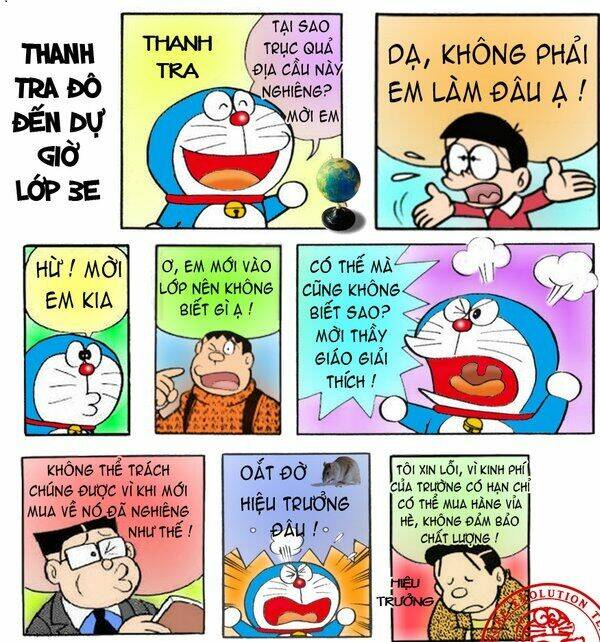 THANH
TRA ĐÔ
ĐẾN DỰ
GIỜ
LỚP 3E
THANH
TRA
TẠI SAO
TRỤC QUẢ
ĐỊA CẦU NÀY
NGHIÊNG?
MỜI EM
DẠ, KHÔNG PHẢI
EM LÀM ĐÂU Ạ !
HỪ ! MỜI
EM KIA
Ơ, EM MỚI VÀO
LỚP NÊN KHÔNG
BIẾT GÌ Ạ !
CÓ THẾ MÀ
CŨNG KHÔNG
BIẾT SAO?
MỜI THẦY
GIÁO GIẢI
THÍCH !
KHÔNG THỂ TRÁCH
CHÚNG ĐƯỢC VÌ KHI MỚI
MUA VỀ NÓ ĐÃ NGHIÊNG
NHƯ THẾ !
OẮT ĐỜ
HIỆU TRƯỞNG
ĐÂU !
TÔI XIN LỖI, VÌ KINH PHÍ
CỦA TRƯỜNG CÓ HẠN CHỈ
CÓ THỂ MUA HÀNG VỈA
HÈ, KHÔNG ĐẢM BẢO
CHẤT LƯỢNG !
HIỆU
TRƯỞNG